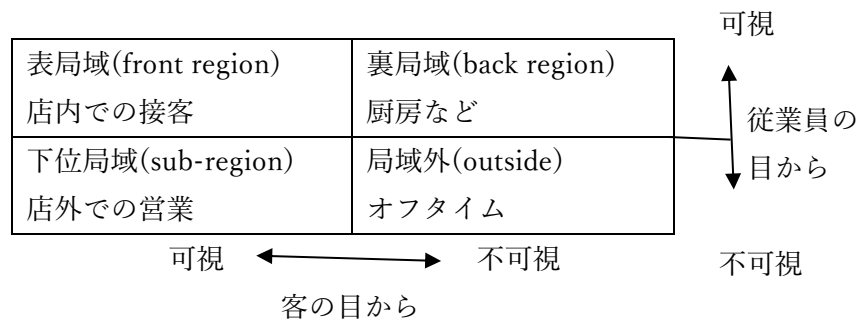 可視
表局域(front region)
店内での接客
裏局域(back region)
厨房など
従業員の
目から
下位局域(sub-region)
店外での営業
局域外(outside)
オフタイム
可視
不可視
不可視
客の目から